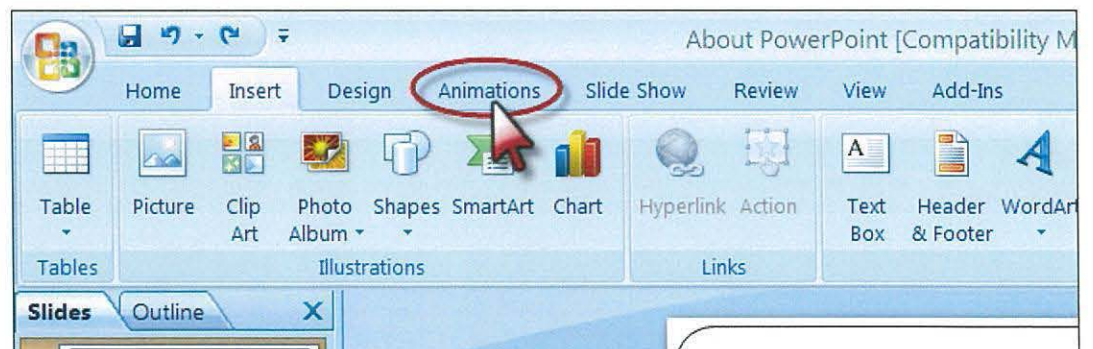 About PowerPoint [Compatibility M
Home Insert Design Animations Slide Show Review View Add-Ins
Table Picture Clip Art Photo Album Shapes SmartArt Chart Hyperlink Action Text Box Header & Footer WordArt
Tables Illustrations Links
Slides Outline X